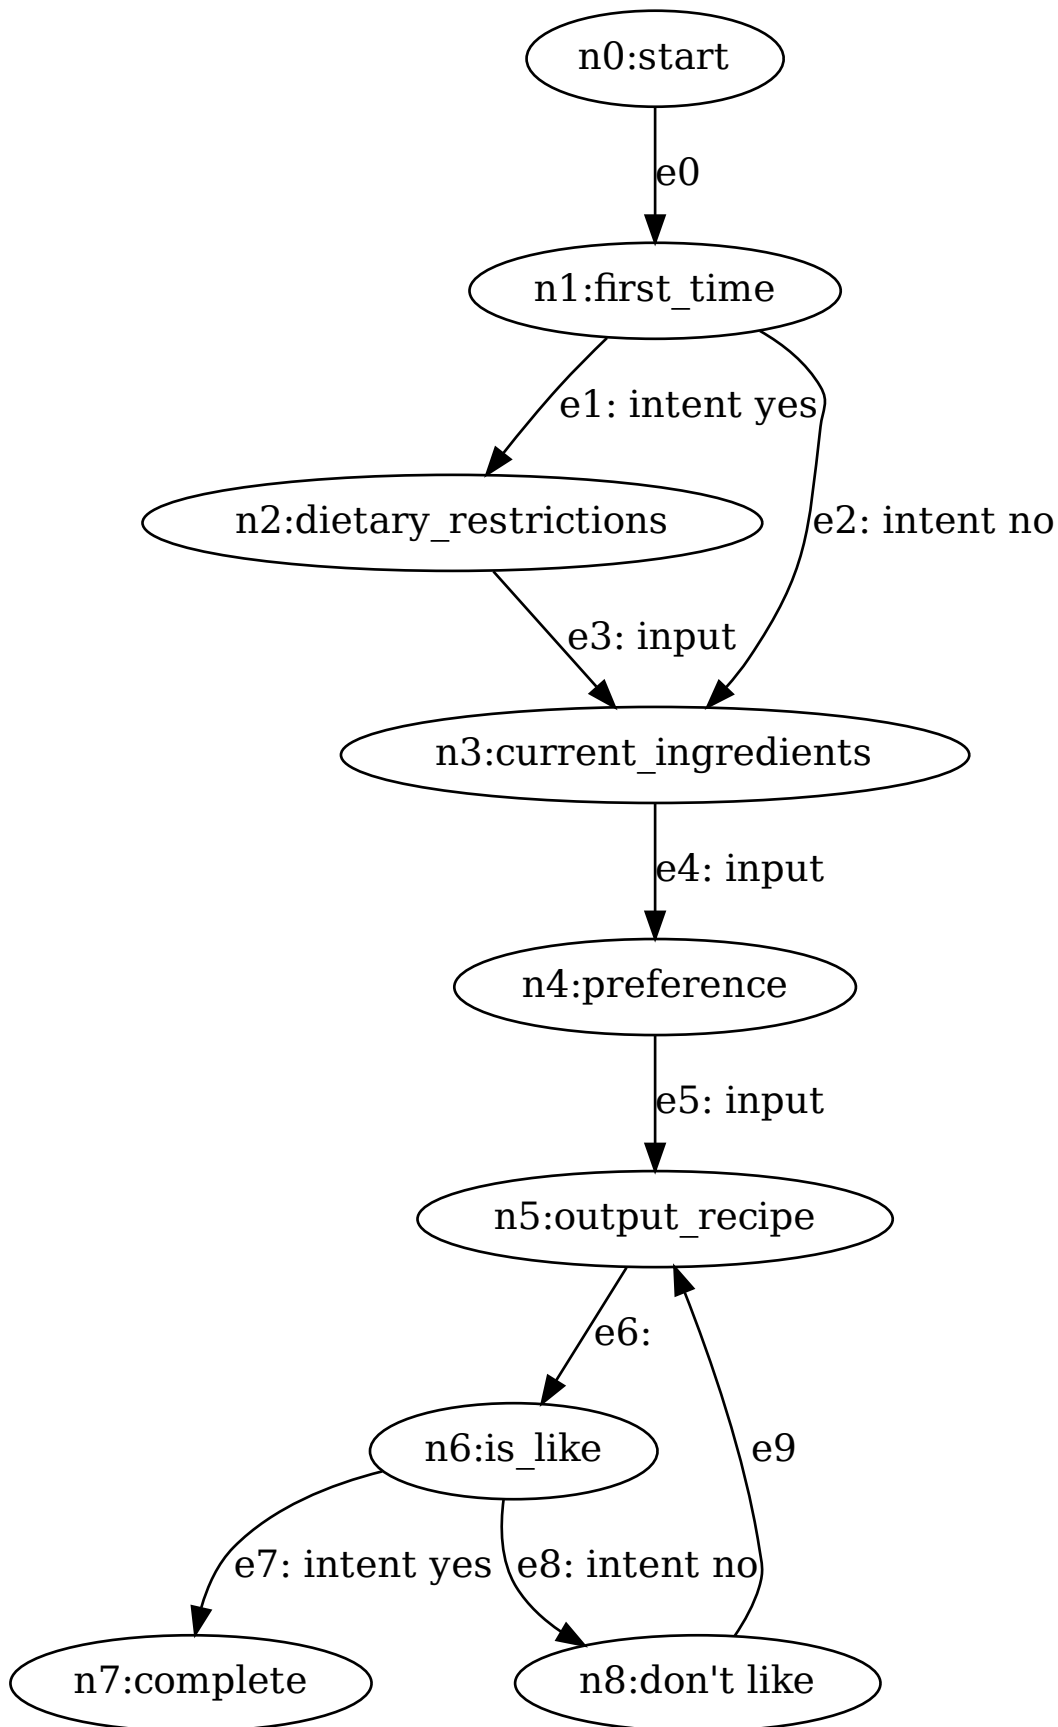 n0:start
e0
n1:first_time
e1: intent yes
n2:dietary_restrictions
e2: intent no
e3: input
n3:current_ingredients
e4: input
n4:preference
e5: input
n5:output_recipe
e6:
n6:is_like
e9
e7: intent yes
e8: intent no
n7:complete
n8:don't like